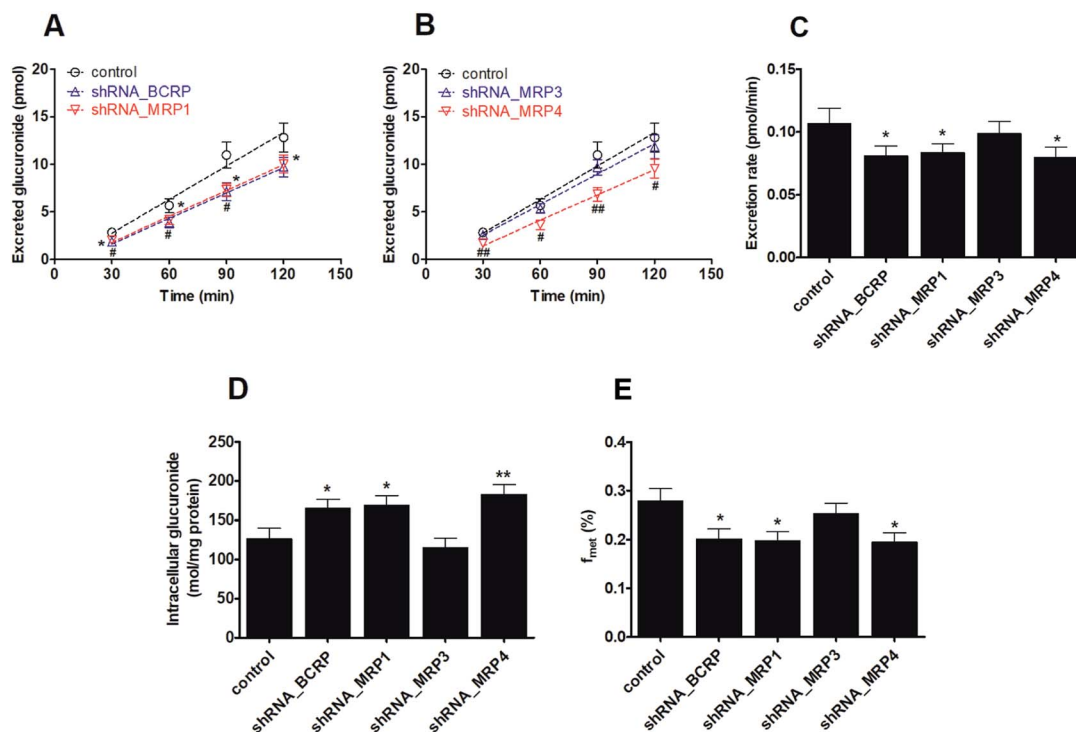 A
control
shRNA_BCRP
shRNA_MRP1
Excreted glucuronide (pmol)
20
15
10
5
0
* # * # * # *
0 30 60 90 120 150
Time (min)
B
control
shRNA_MRP3
shRNA_MRP4
Excreted glucuronide (pmol)
20
15
10
5
0
## # ## #
0 30 60 90 120 150
Time (min)
C
Excretion rate (pmol/min)
0.15
0.10
0.05
0.00
* * *
control
shRNA_BCRP
shRNA_MRP1
shRNA_MRP3
shRNA_MRP4
D
Intracellular glucuronide
(mol/mg protein)
250
200
150
100
50
0
* * **
control
shRNA_BCRP
shRNA_MRP1
shRNA_MRP3
shRNA_MRP4
E
fmet (%)
0.4
0.3
0.2
0.1
0.0
* * *
control
shRNA_BCRP
shRNA_MRP1
shRNA_MRP3
shRNA_MRP4